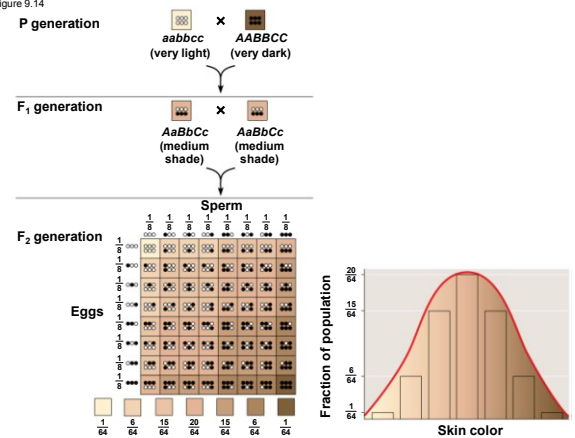 igure 9.14
P generation
×
aabbcc
(very light)
AABBCC
(very dark)
F1 generation
×
AaBbCc
(medium
shade)
AaBbCc
(medium
shade)
Sperm
1/8 1/8 1/8 1/8 1/8 1/8 1/8 1/8
F2 generation
1/8
1/8
1/8
1/8
Eggs
1/8
1/8
1/8
1/8
1/64 6/64 15/64 20/64 15/64 6/64 1/64
Fraction of population
20/64
15/64
6/64
1/64
Skin color